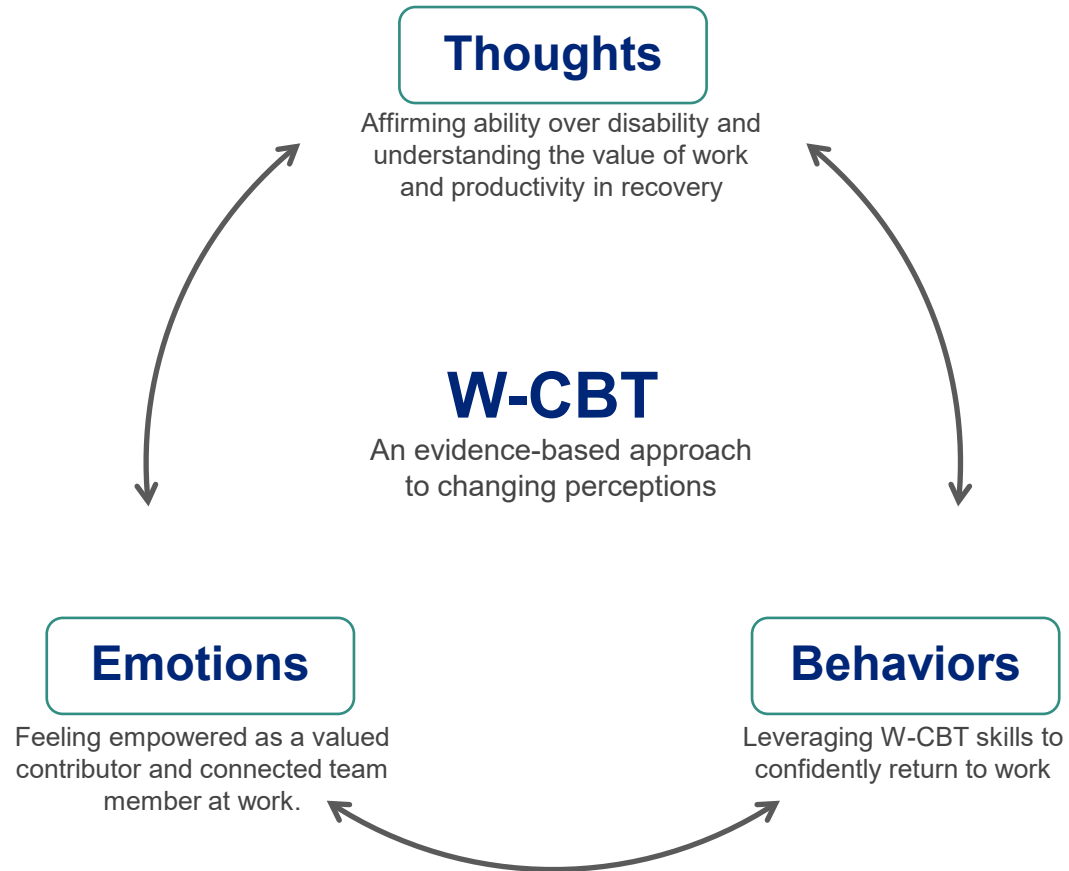 Thoughts
Affirming ability over disability and
understanding the value of work
and productivity in recovery
W-CBT
An evidence-based approach
to changing perceptions
Emotions
Feeling empowered as a valued
contributor and connected team
member at work.
Behaviors
Leveraging W-CBT skills to
confidently return to work